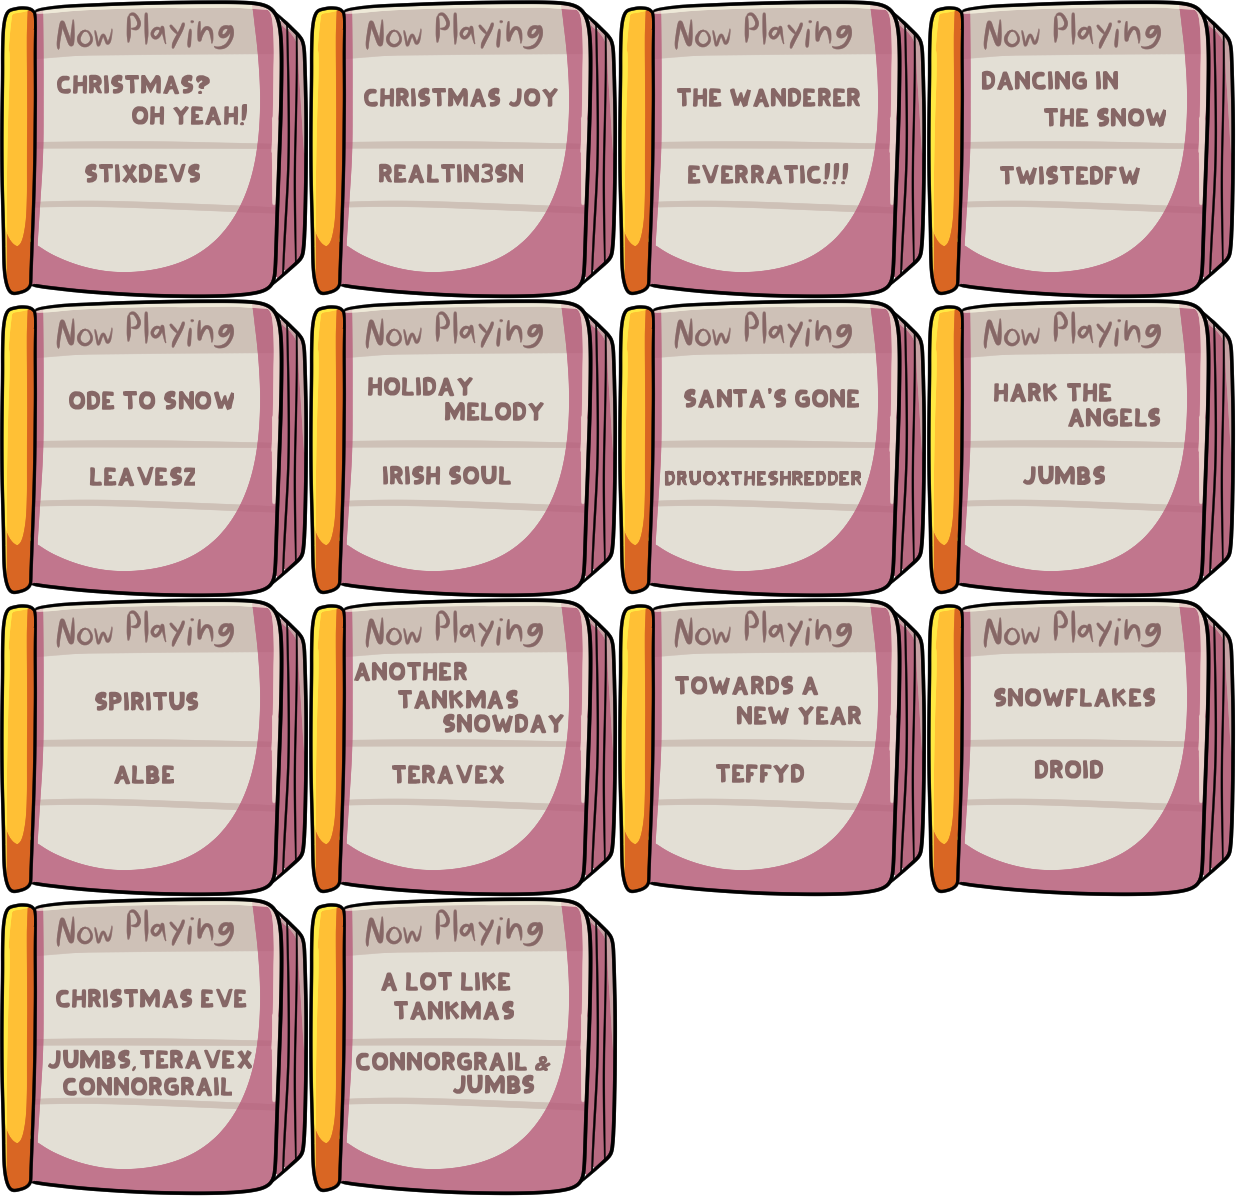 Now Playing
CHRISTMAS?
OH YEAH!
STIXDEVS
Now Playing
CHRISTMAS JOY
REALTIN3SN
Now Playing
THE WANDERER
EVERRATIC!!!
Now Playing
DANCING IN
THE SNOW
TWISTEDFW
Now Playing
ODE TO SNOW
LEAVESZ
Now Playing
HOLIDAY
MELODY
IRISH SOUL
Now Playing
SANTA'S GONE
DRUOXTHESHREDDER
Now Playing
HARK THE
ANGELS
JUMBS
Now Playing
SPIRITUS
ALBE
Now Playing
ANOTHER
TANKMAS
SNOWDAY
TERAVEX
Now Playing
TOWARDS A
NEW YEAR
TEFFYD
Now Playing
SNOWFLAKES
DROID
Now Playing
CHRISTMAS EVE
JUMBS, TERAVEX
CONNORGRAIL
Now Playing
A LOT LIKE
TANKMAS
CONNORGRAIL &
JUMBS